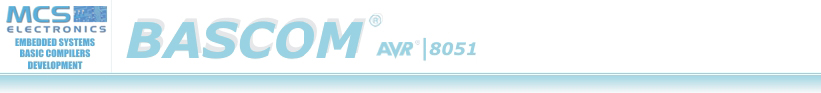 MCS
ELECTRONICS
EMBEDDED SYSTEMS
BASIC COMPILERS
DEVELOPMENT
BASCOM®
AVR® | 8051